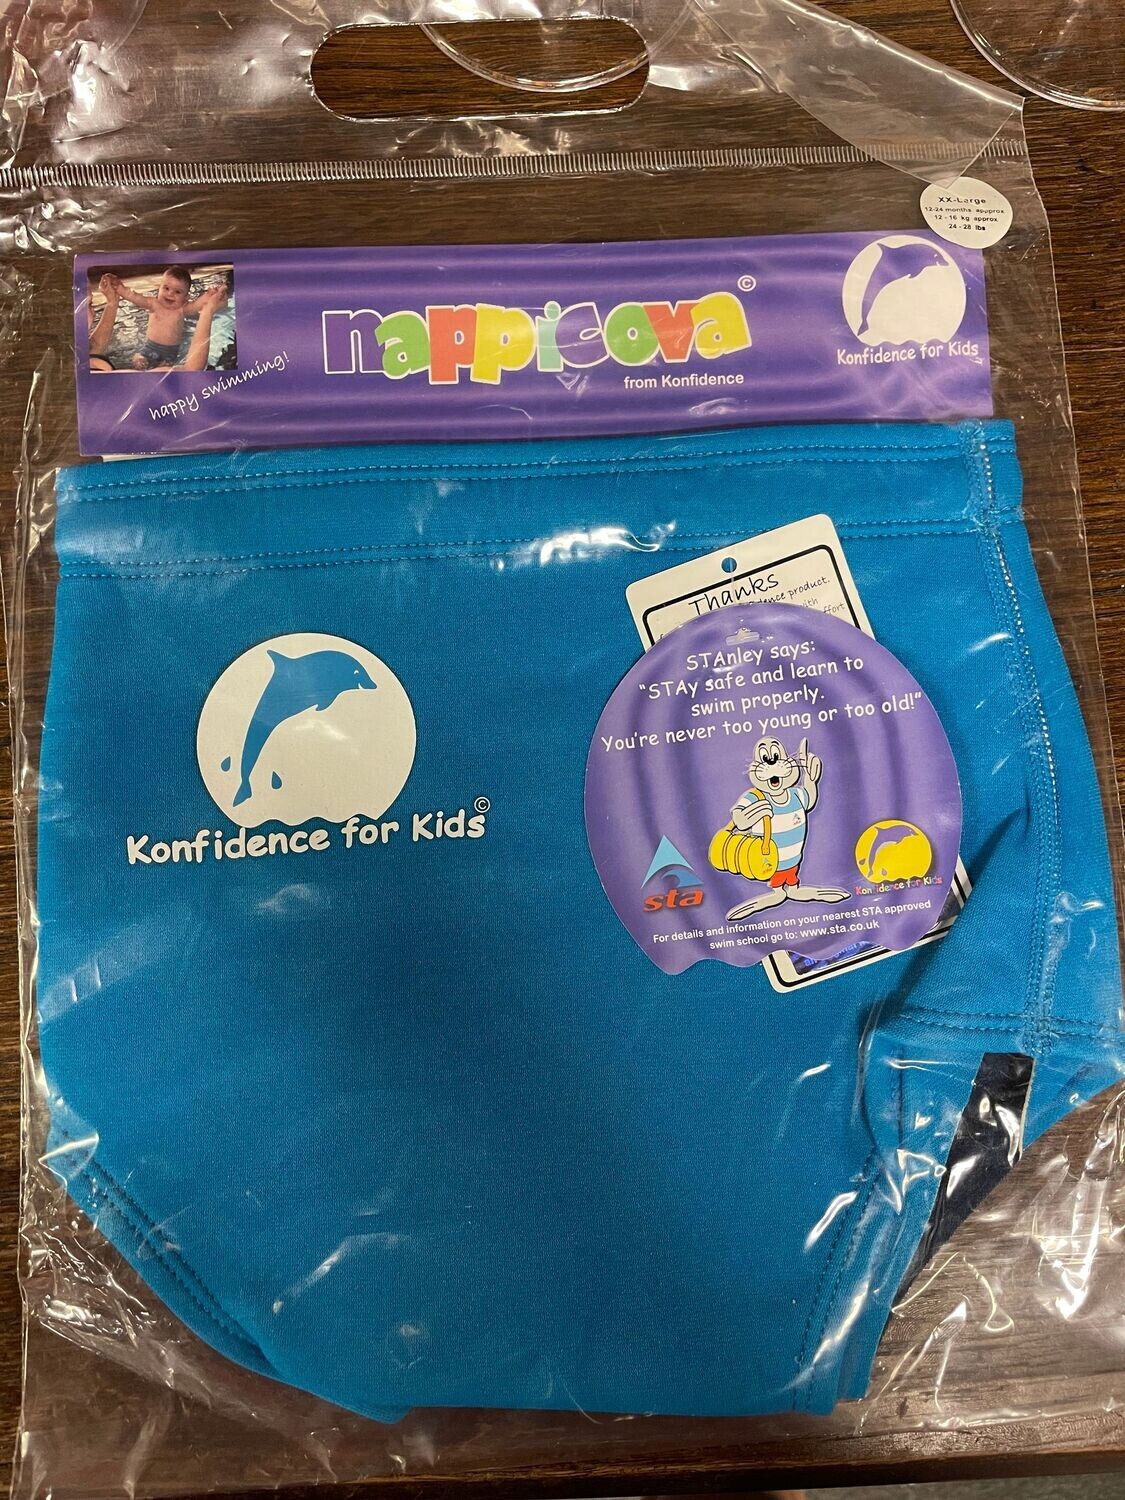 XX-Large
12-24 months appprox
12 - 16 kg approx
24 - 28 lbs
happy swimming!
nappicova©
from Konfidence
Konfidence for Kids
Thanks
product.
STAnley says:
"STAy safe and learn to
swim properly.
You're never too young or too old!"
Konfidence for Kids©
sta
Konfidence for Kids
For details and information on your nearest STA approved
swim school go to: www.sta.co.uk